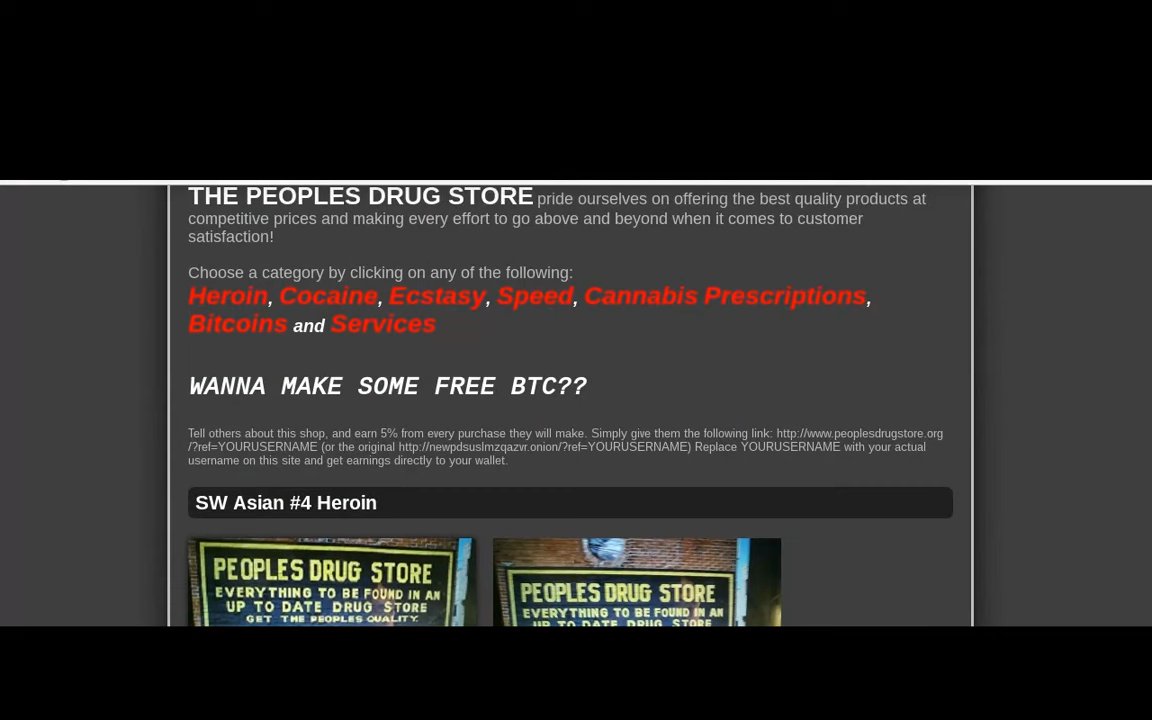 THE PEOPLES DRUG STORE pride ourselves on offering the best quality products at
competitive prices and making every effort to go above and beyond when it comes to customer
satisfaction!
Choose a category by clicking on any of the following:
Heroin, Cocaine, Ecstasy, Speed, Cannabis Prescriptions,
Bitcoins and Services
WANNA MAKE SOME FREE BTC??
Tell others about this shop, and earn 5% from every purchase they will make. Simply give them the following link: http://www.peoplesdrugstore.org
/?ref=YOURUSERNAME (or the original http://newpdsuslmzqazvr.onion/?ref=YOURUSERNAME) Replace YOURUSERNAME with your actual
username on this site and get earnings directly to your wallet.
SW Asian #4 Heroin
PEOPLES DRUG STORE
EVERYTHING TO BE FOUND IN AN
UP TO DATE DRUG STORE
GET THE PEOPLES QUALITY.
PEOPLES DRUG STORE
EVERYTHING TO BE FOUND IN AN
UP TO DATE DRUG STORE